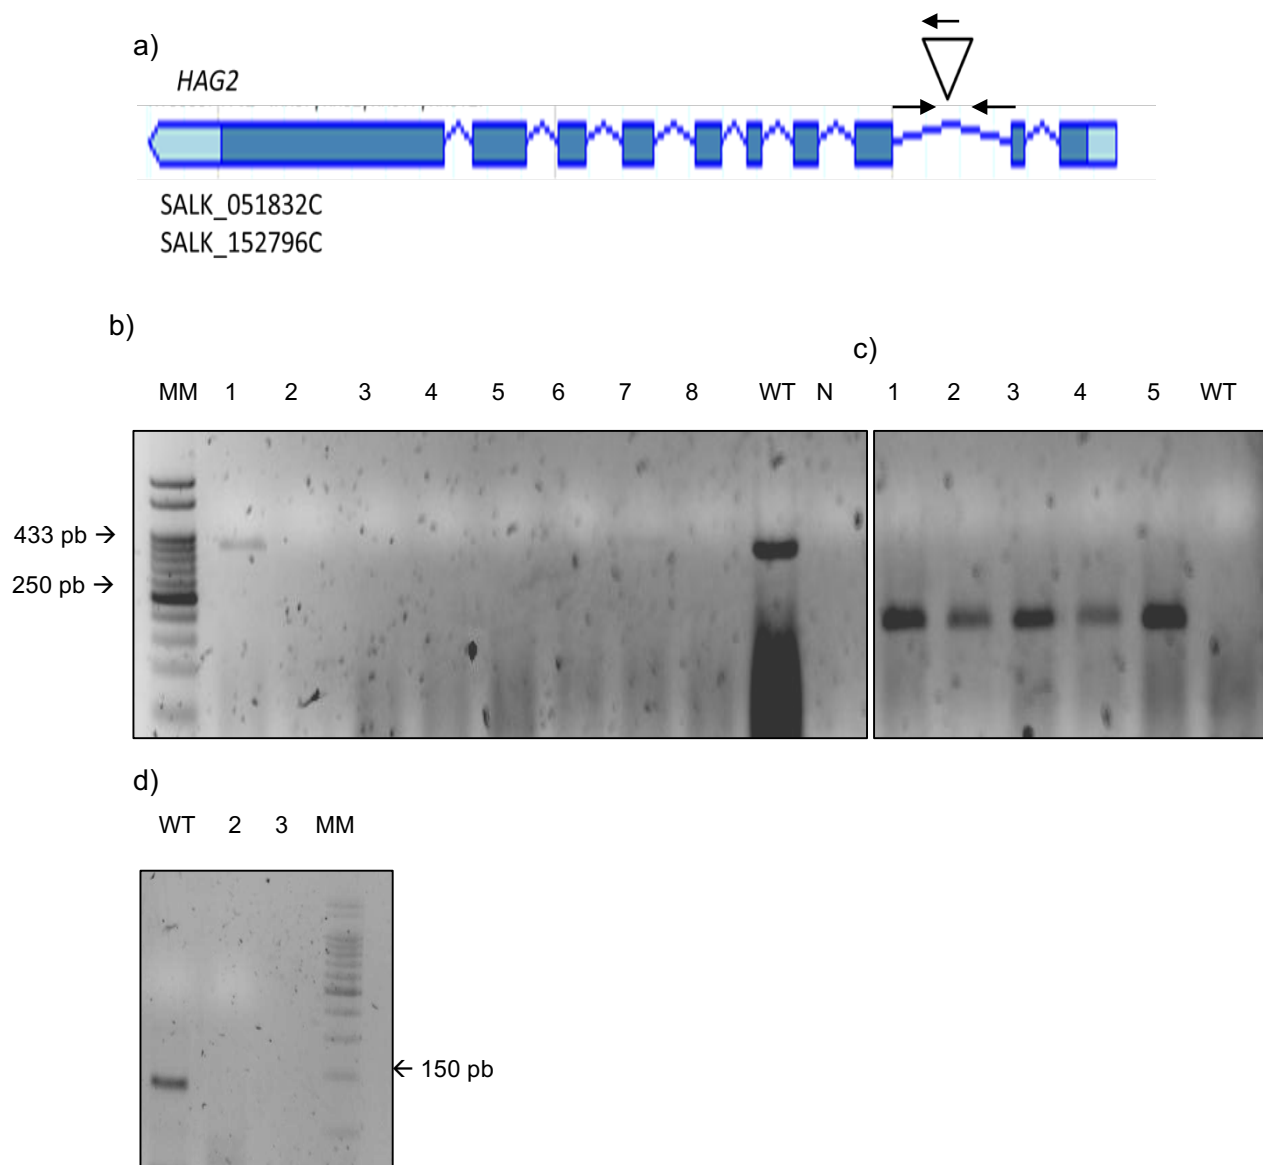 a)
HAG2
SALK_051832C
SALK_152796C
b)
c)
MM 1 2 3 4 5 6 7 8 WT N
1 2 3 4 5 WT
433 pb →
250 pb →
d)
WT 2 3 MM
← 150 pb